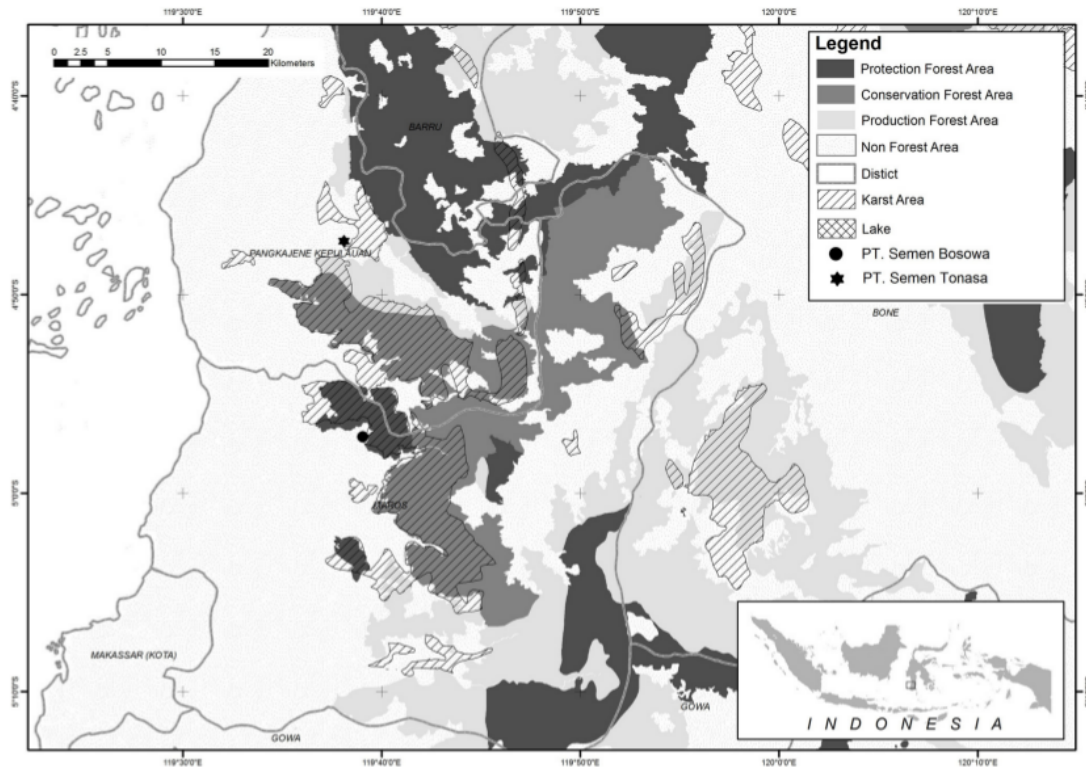 119°30'0"E
119°40'0"E
119°50'0"E
120°0'0"E
120°10'0"E
0 2.5 5 10 15 20
Kilometers
Legend
Protection Forest Area
Conservation Forest Area
Production Forest Area
Non Forest Area
Distict
Karst Area
Lake
PT. Semen Bosowa
PT. Semen Tonasa
4°40'0"S
BARRU
PANGKAJENE KEPULAUAN
4°50'0"S
BONE
5°0'0"S
MAROS
MAKASSAR (KOTA)
5°10'0"S
GOWA
GOWA
INDONESIA
119°30'0"E
119°40'0"E
119°50'0"E
120°0'0"E
120°10'0"E